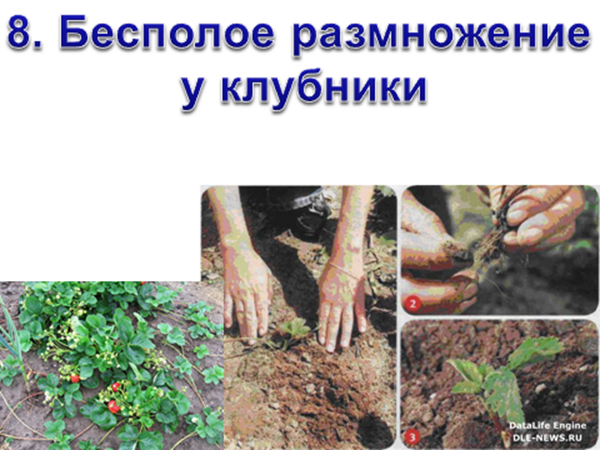 8. Бесполое размножение
у клубники
2
3
DataLife Engine
DLE-NEWS.RU